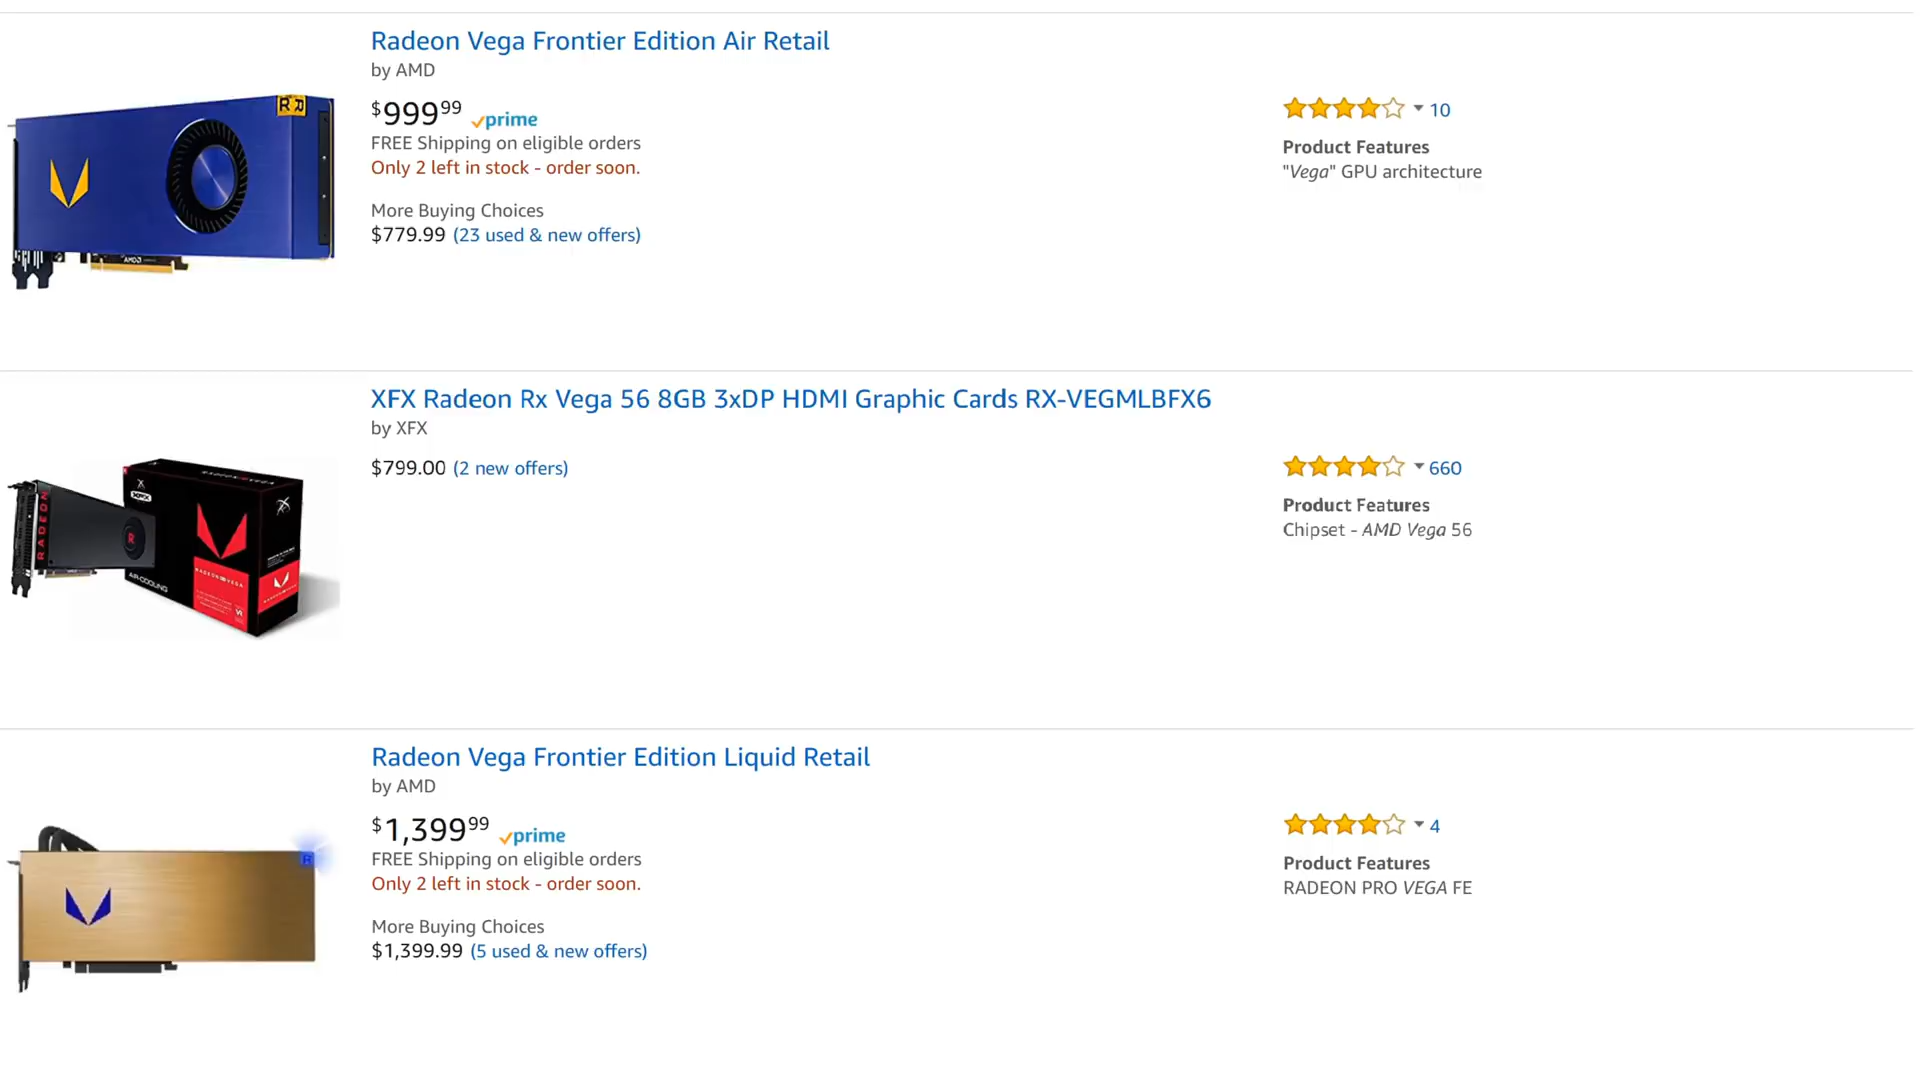 Radeon Vega Frontier Edition Air Retail
by AMD
$999 99 prime
FREE Shipping on eligible orders
Only 2 left in stock - order soon.
More Buying Choices
$779.99 (23 used & new offers)
10
Product Features
"Vega" GPU architecture
R R
AMD
XFX Radeon Rx Vega 56 8GB 3xDP HDMI Graphic Cards RX-VEGMLBFX6
by XFX
$799.00 (2 new offers)
660
Product Features
Chipset - AMD Vega 56
RADEON
R
XFX
AIR-COOLING
Radeon Vega Frontier Edition Liquid Retail
by AMD
$1,399 99 prime
FREE Shipping on eligible orders
Only 2 left in stock - order soon.
More Buying Choices
$1,399.99 (5 used & new offers)
4
Product Features
RADEON PRO VEGA FE
R